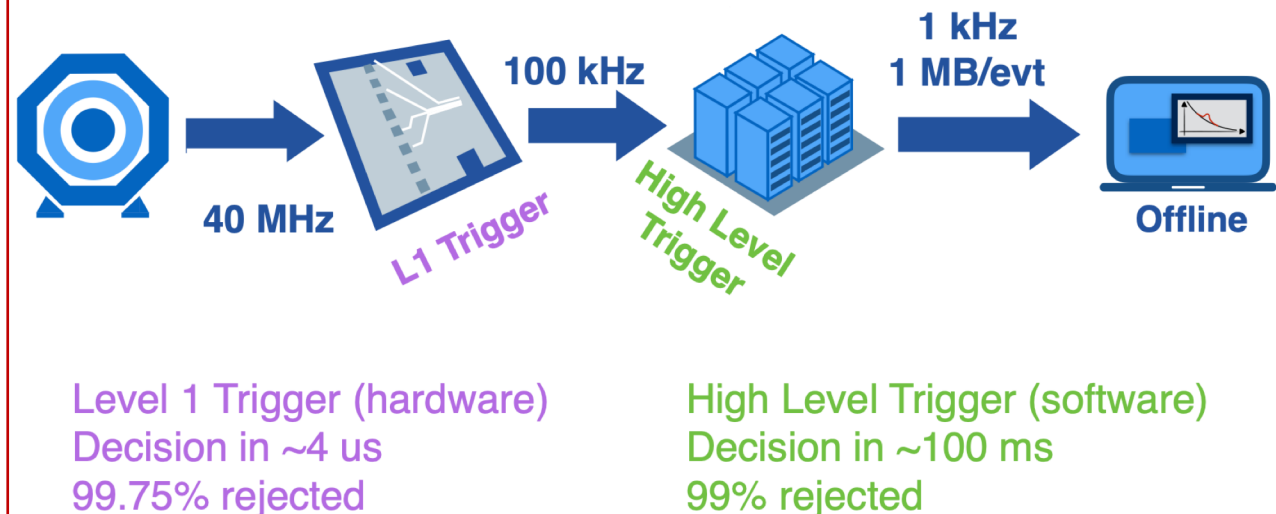 40 MHz
L1 Trigger
100 kHz
High Level
Trigger
1 kHz
1 MB/evt
Offline
Level 1 Trigger (hardware)
Decision in ~4 us
99.75% rejected
High Level Trigger (software)
Decision in ~100 ms
99% rejected